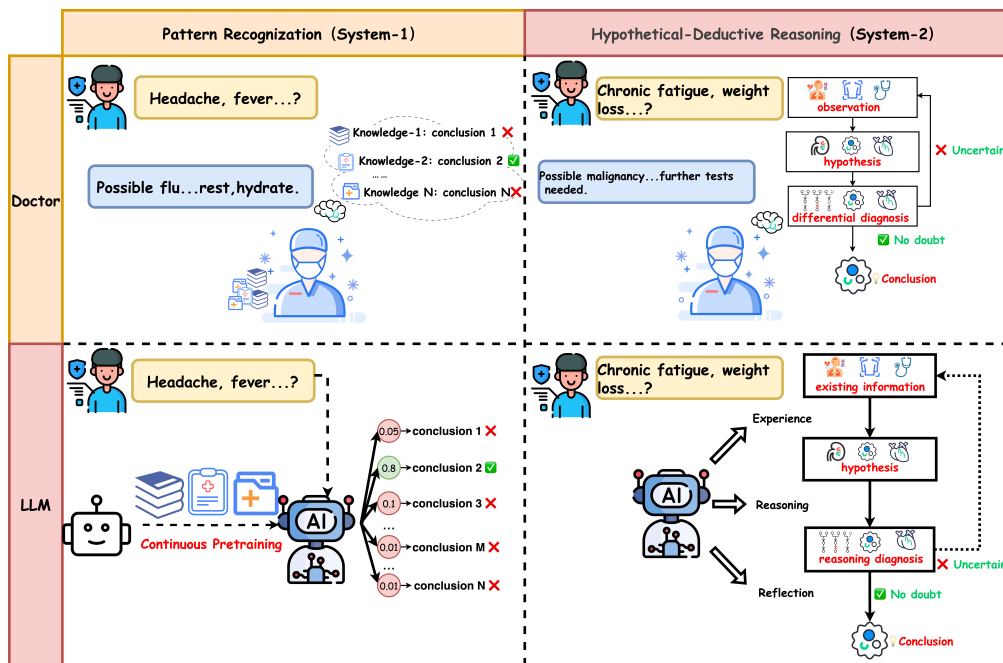 Pattern Recognization (System-1)
Hypothetical-Deductive Reasoning (System-2)
Doctor
Headache, fever...?
Knowledge-1: conclusion 1
Knowledge-2: conclusion 2
... ...
Knowledge N: conclusion N
Possible flu...rest,hydrate.
Chronic fatigue, weight
loss...?
Possible malignancy...further tests
needed.
observation
hypothesis
differential diagnosis
Uncertain
No doubt
Conclusion
LLM
Headache, fever...?
Continuous Pretraining
AI
0.05
conclusion 1
0.8
conclusion 2
0.1
conclusion 3
...
0.01
conclusion M
...
0.01
conclusion N
Chronic fatigue, weight
loss...?
AI
Experience
Reasoning
Reflection
existing information
hypothesis
reasoning diagnosis
Uncertain
No doubt
Conclusion